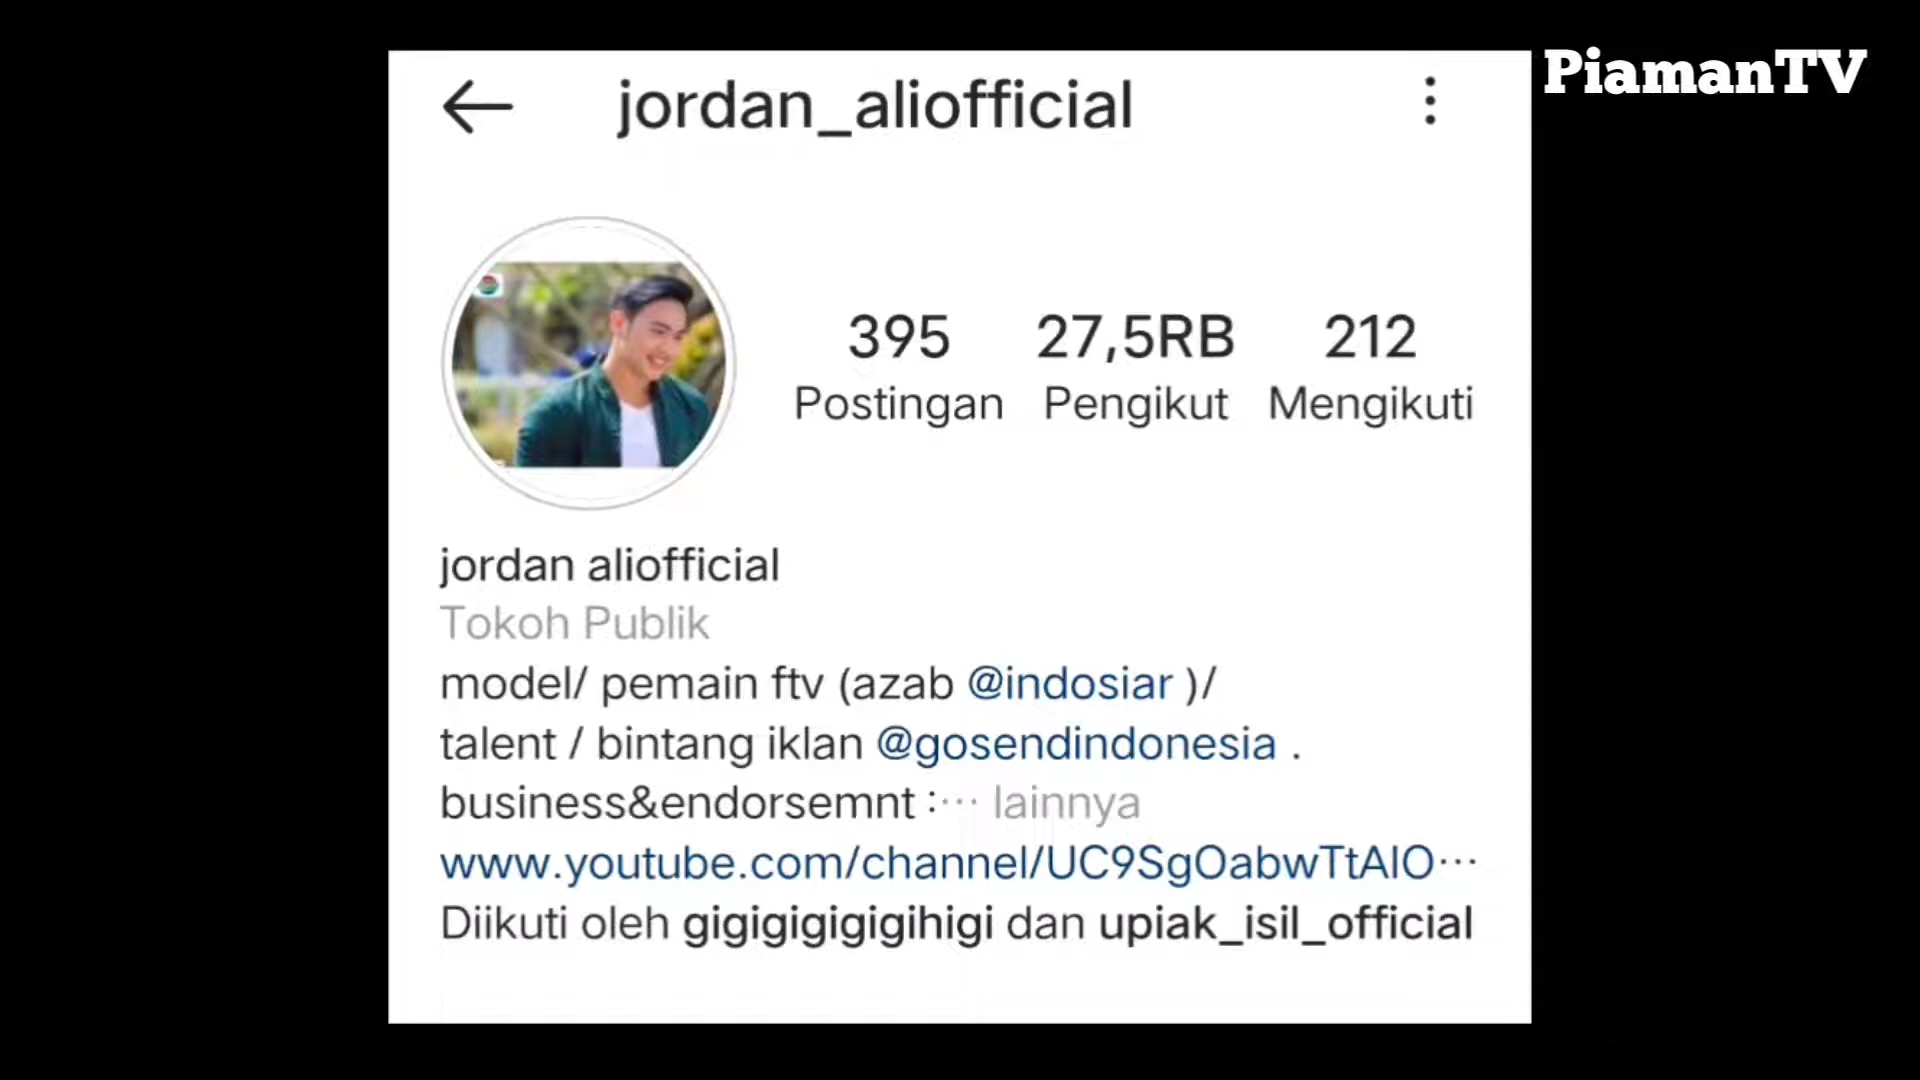 PiamanTV
jordan_aliofficial
395 27,5RB 212
Postingan Pengikut Mengikuti
jordan aliofficial
Tokoh Publik
model/ pemain ftv (azab @indosiar )/
talent / bintang iklan @gosendindonesia .
business&endorsemnt :... lainnya
www.youtube.com/channel/UC9SgOabwTtAIO...
Diikuti oleh gigigigigigihigi dan upiak_isil_official